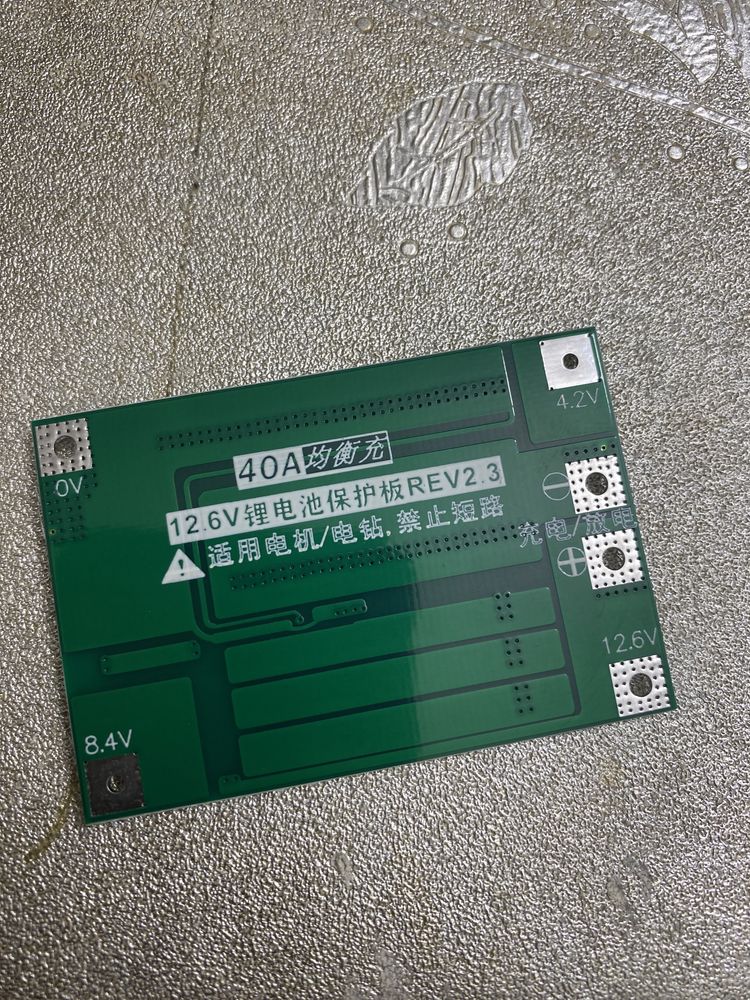 4.2V
0V
40A均衡充
12.6V锂电池保护板REV2.3
适用电机/电钻,禁止短路
充电/放电
12.6V
8.4V